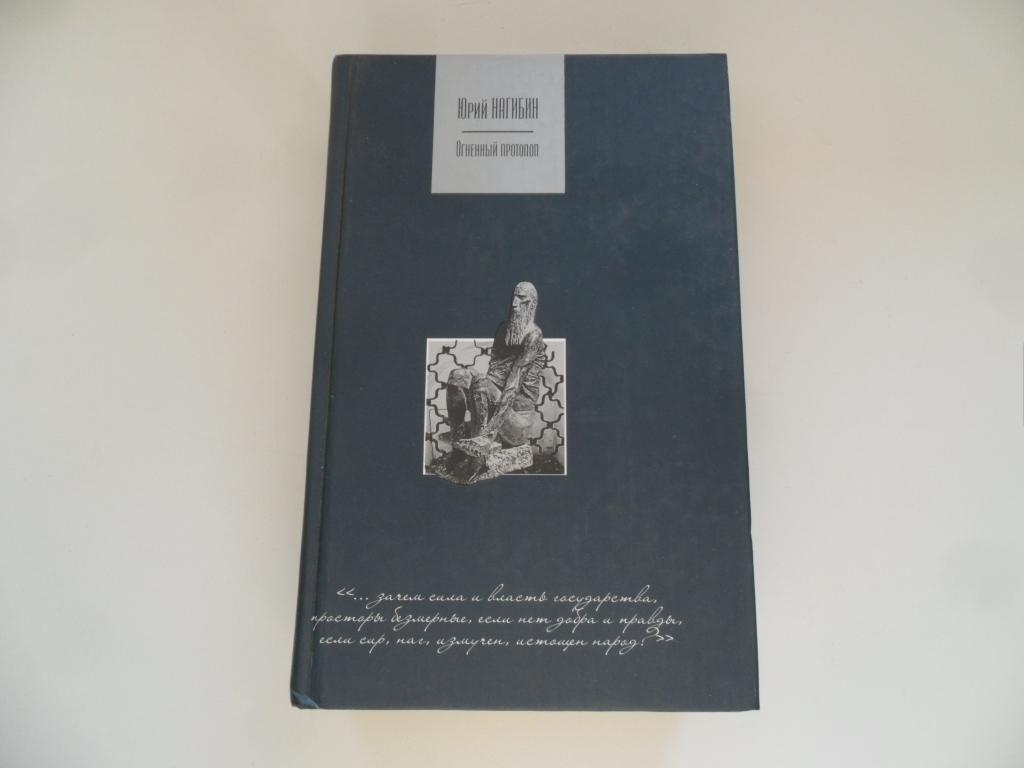 Юрий НАГИБИН
Огненный протопоп
«... зачем сила и власть государства,
просторы безмерные, если нет добра и правды,
если сир, наг, измучен, истощен народ?»